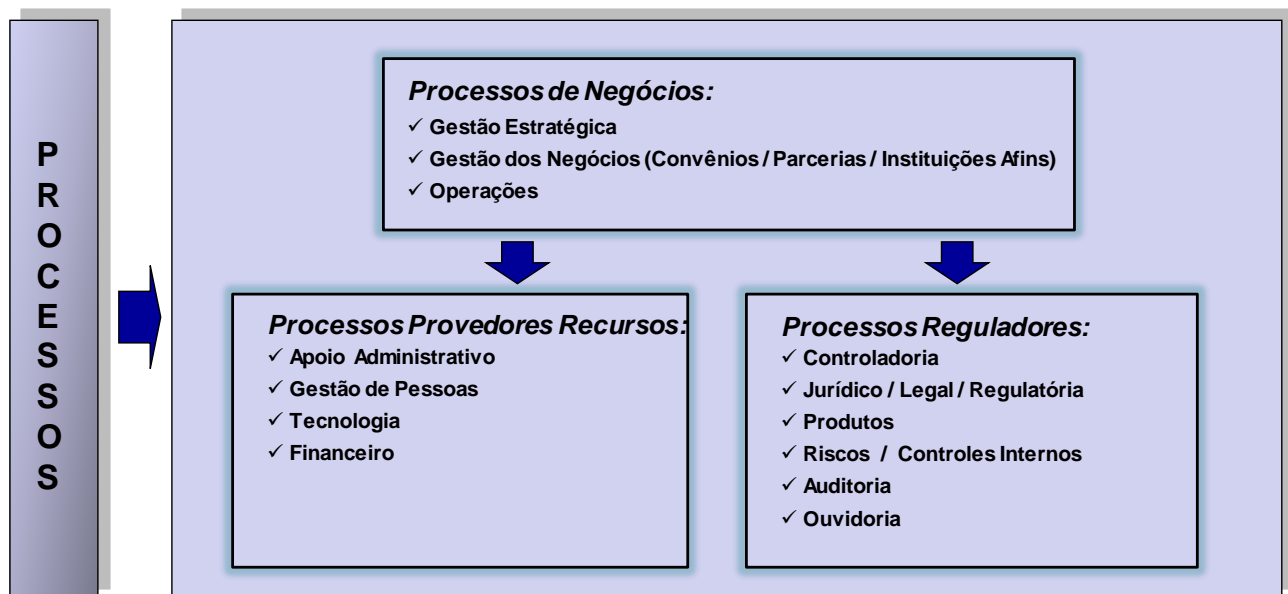 PROCESSOS
Processos de Negócios:
✓ Gestão Estratégica
✓ Gestão dos Negócios (Convênios / Parcerias / Instituições Afins)
✓ Operações
Processos Provedores Recursos:
✓ Apoio Administrativo
✓ Gestão de Pessoas
✓ Tecnologia
✓ Financeiro
Processos Reguladores:
✓ Controladoria
✓ Jurídico / Legal / Regulatória
✓ Produtos
✓ Riscos / Controles Internos
✓ Auditoria
✓ Ouvidoria